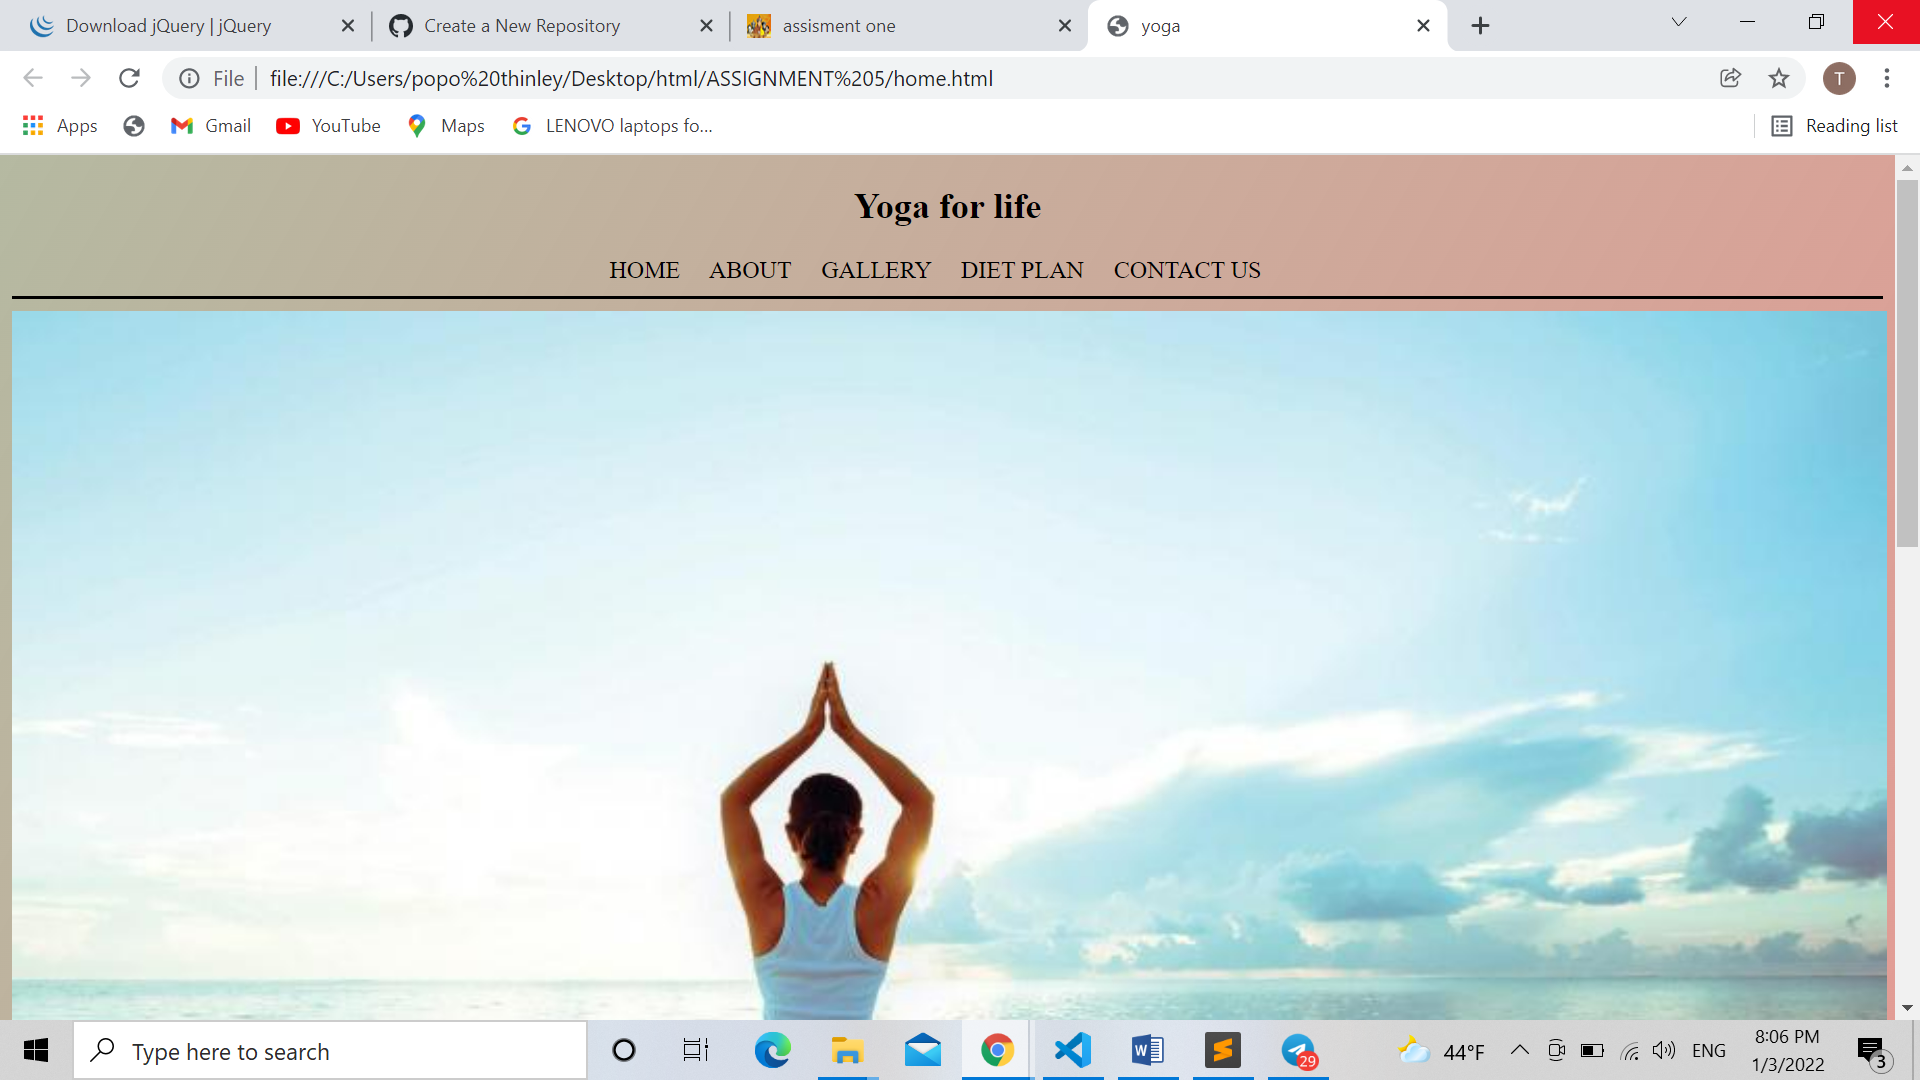 Download jQuery | jQuery
Create a New Repository
assisment one
yoga
File
file:///C:/Users/popo%20thinley/Desktop/html/ASSIGNMENT%205/home.html
T
Apps
Gmail
YouTube
Maps
LENOVO laptops fo...
Reading list
Yoga for life
HOME ABOUT GALLERY DIET PLAN CONTACT US
Type here to search
29
44°F
ENG
8:06 PM
1/3/2022
3